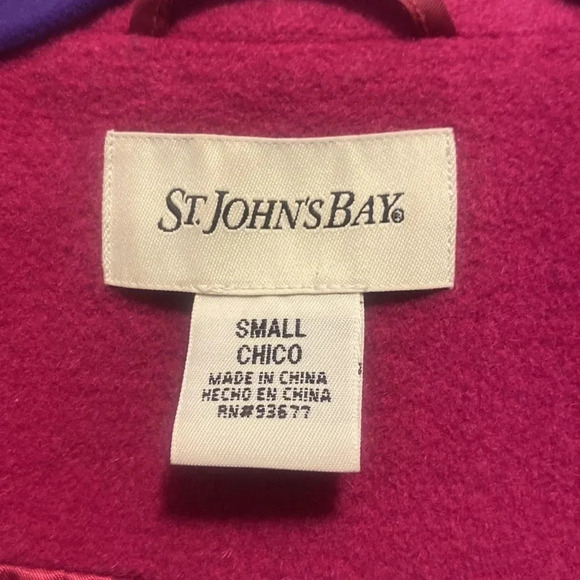 ST. JOHN'S BAY®
SMALL
CHICO
MADE IN CHINA
HECHO EN CHINA
RN#93677